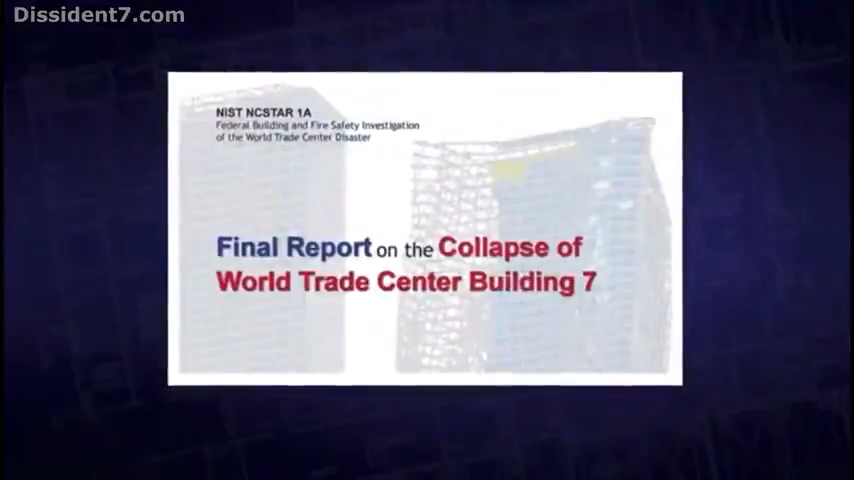 Dissident7.com
NIST NCSTAR 1A
Federal Building and Fire Safety Investigation
of the World Trade Center Disaster
Final Report on the Collapse of
World Trade Center Building 7